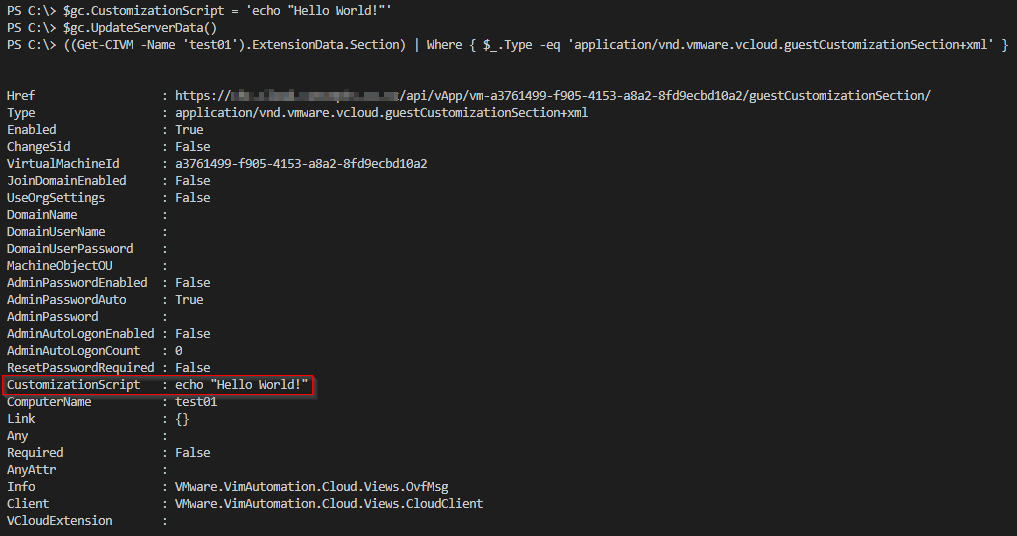 PS C:\> $gc.CustomizationScript = 'echo "Hello World!"'
PS C:\> $gc.UpdateServerData()
PS C:\> ((Get-CIVM -Name 'test01').ExtensionData.Section) | Where { $_.Type -eq 'application/vnd.vmware.vcloud.guestCustomizationSection+xml' }
Href : https:// /api/vApp/vm-a3761499-f905-4153-a8a2-8fd9ecbd10a2/guestCustomizationSection/
Type : application/vnd.vmware.vcloud.guestCustomizationSection+xml
Enabled : True
ChangeSid : False
VirtualMachineId : a3761499-f905-4153-a8a2-8fd9ecbd10a2
JoinDomainEnabled : False
UseOrgSettings : False
DomainName :
DomainUserName :
DomainUserPassword :
MachineObjectOU :
AdminPasswordEnabled : False
AdminPasswordAuto : True
AdminPassword :
AdminAutoLogonEnabled : False
AdminAutoLogonCount : 0
ResetPasswordRequired : False
CustomizationScript : echo "Hello World!"
ComputerName : test01
Link : {}
Any :
Required : False
AnyAttr :
Info : VMware.VimAutomation.Cloud.Views.OvfMsg
Client : VMware.VimAutomation.Cloud.Views.CloudClient
VCloudExtension :